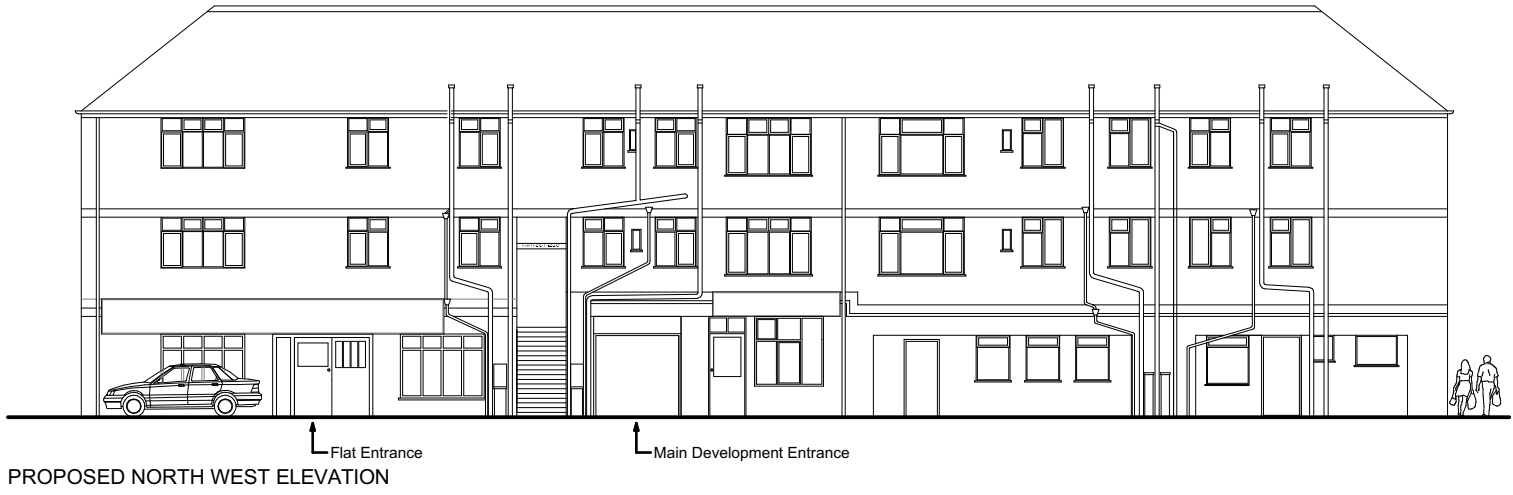 Flat Entrance
Main Development Entrance
PROPOSED NORTH WEST ELEVATION